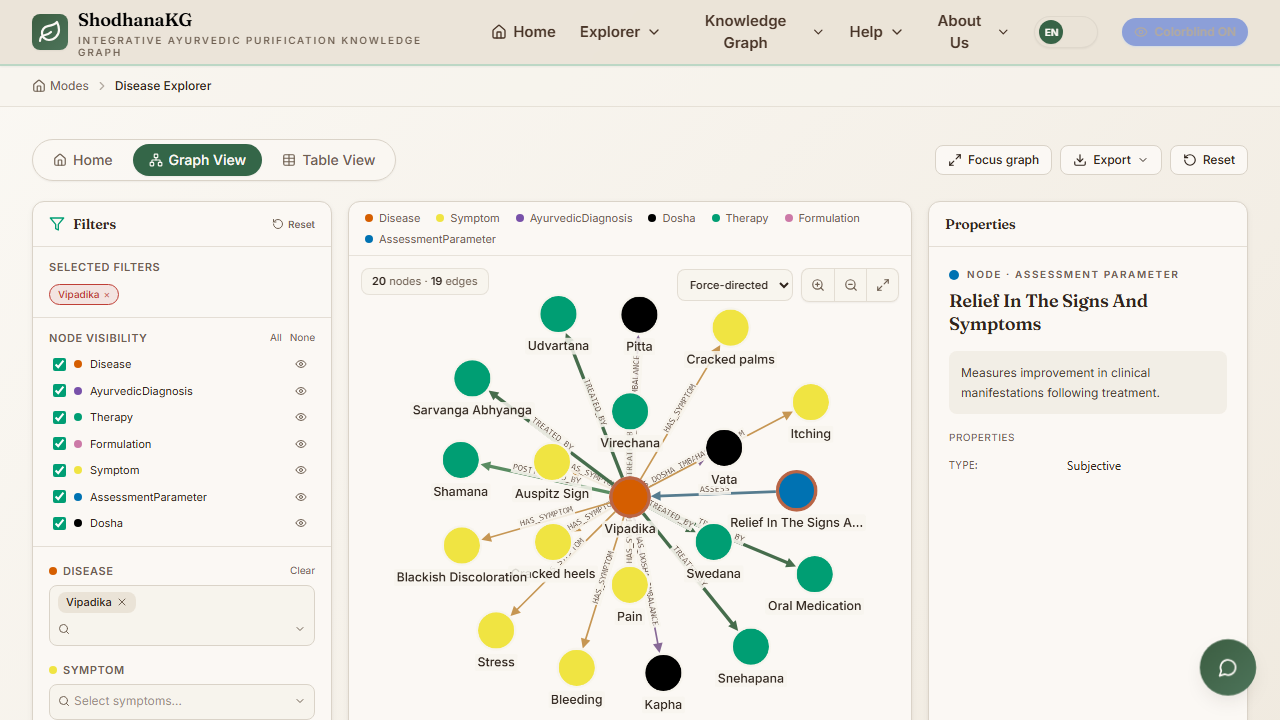 ShodhanaKG
INTEGRATIVE AYURVEDIC PURIFICATION KNOWLEDGE
GRAPH
Home
Explorer
Knowledge
Graph
Help
About
Us
EN
Colorblind ON
Modes
Disease Explorer
Home
Graph View
Table View
Focus graph
Export
Reset
Filters
Reset
SELECTED FILTERS
Vipadika ×
NODE VISIBILITY
All None
Disease
AyurvedicDiagnosis
Therapy
Formulation
Symptom
AssessmentParameter
Dosha
DISEASE
Clear
Vipadika ×
SYMPTOM
Select symptoms...
Disease
Symptom
AyurvedicDiagnosis
Dosha
Therapy
Formulation
AssessmentParameter
20 nodes · 19 edges
Force-directed
Udvartana
Pitta
Cracked palms
Sarvanga Abhyanga
Itching
Virechana
Vata
Shamana
Auspitz Sign
Relief In The Signs A...
Vipadika
Blackish Discoloration
cked heels
Swedana
Oral Medication
Pain
Stress
Snehapana
Bleeding
Kapha
TREATED_BY
HAS_SYMPTOM
TREATED_BY
HAS_SYMPTOM
HAS_SYMPTOM
Properties
NODE · ASSESSMENT PARAMETER
Relief In The Signs And
Symptoms
Measures improvement in clinical
manifestations following treatment.
PROPERTIES
TYPE:
Subjective